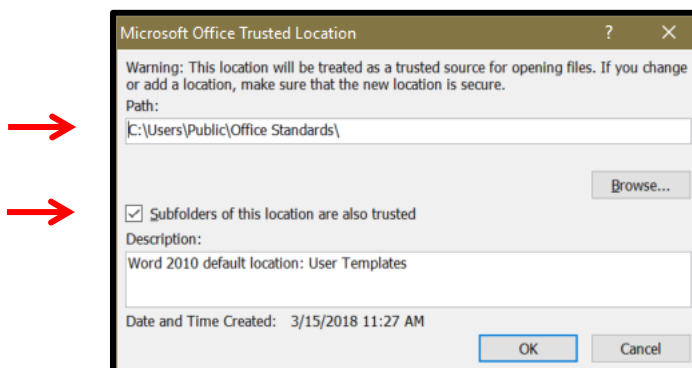 Microsoft Office Trusted Location ? ×
Warning: This location will be treated as a trusted source for opening files. If you change
or add a location, make sure that the new location is secure.
Path:
C:\Users\Public\Office Standards\
Browse...
Subfolders of this location are also trusted
Description:
Word 2010 default location: User Templates
Date and Time Created: 3/15/2018 11:27 AM
OK Cancel